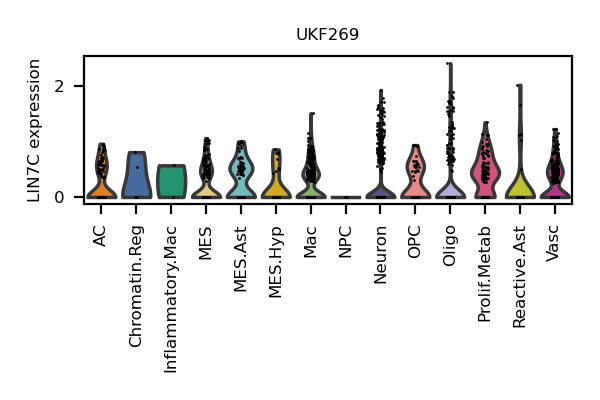 UKF269
LIN7C expression
2
0
AC
Chromatin.Reg
Inflammatory.Mac
MES
MES.Ast
MES.Hyp
Mac
NPC
Neuron
OPC
Oligo
Prolif.Metab
Reactive.Ast
Vasc